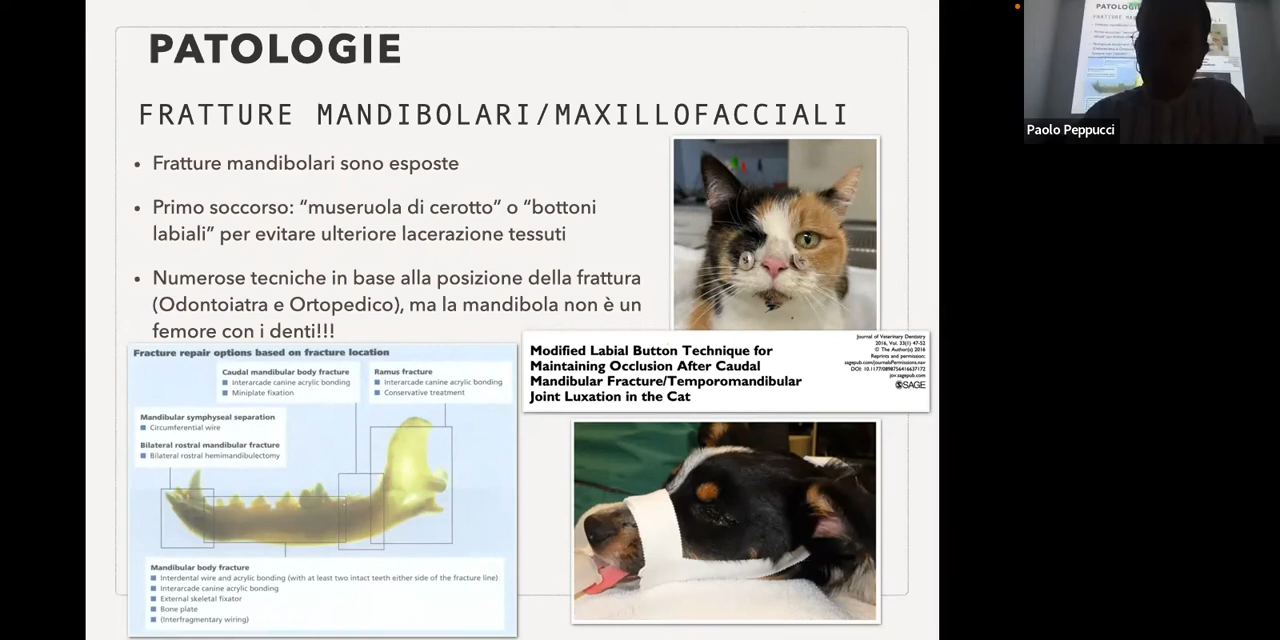 PATOLOGIE
FRATTURE MANDIBOLARI/MAXILLOFACCIALI
• Fratture mandibolari sono esposte
• Primo soccorso: “museruola di cerotto” o “bottoni
labiali” per evitare ulteriore lacerazione tessuti
• Numerose tecniche in base alla posizione della frattura
(Odontoiatra e Ortopedico), ma la mandibola non è un
femore con i denti!!!
Fracture repair options based on fracture location
Caudal mandibular body fracture
Interarcade canine acrylic bonding
Miniplate fixation
Ramus fracture
Interarcade canine acrylic bonding
Conservative treatment
Mandibular symphyseal separation
Circumferential wire
Bilateral rostral mandibular fracture
Bilateral rostral hemimandibulectomy
Mandibular body fracture
Interdental wire and acrylic bonding (with at least two intact teeth either side of the fracture line)
Interarcade canine acrylic bonding
External skeletal fixator
Bone plate
(Interfragmentary wiring)
Modified Labial Button Technique for
Maintaining Occlusion After Caudal
Mandibular Fracture/Temporomandibular
Joint Luxation in the Cat
Journal of Veterinary Dentistry
2016, Vol. 33(1) 47-52
© The Author(s) 2016
Reprints and permission:
sagepub.com/journalsPermissions.nav
DOI: 10.1177/0898756416637172
jov.sagepub.com
SAGE
Paolo Peppucci
PATOLOGIE